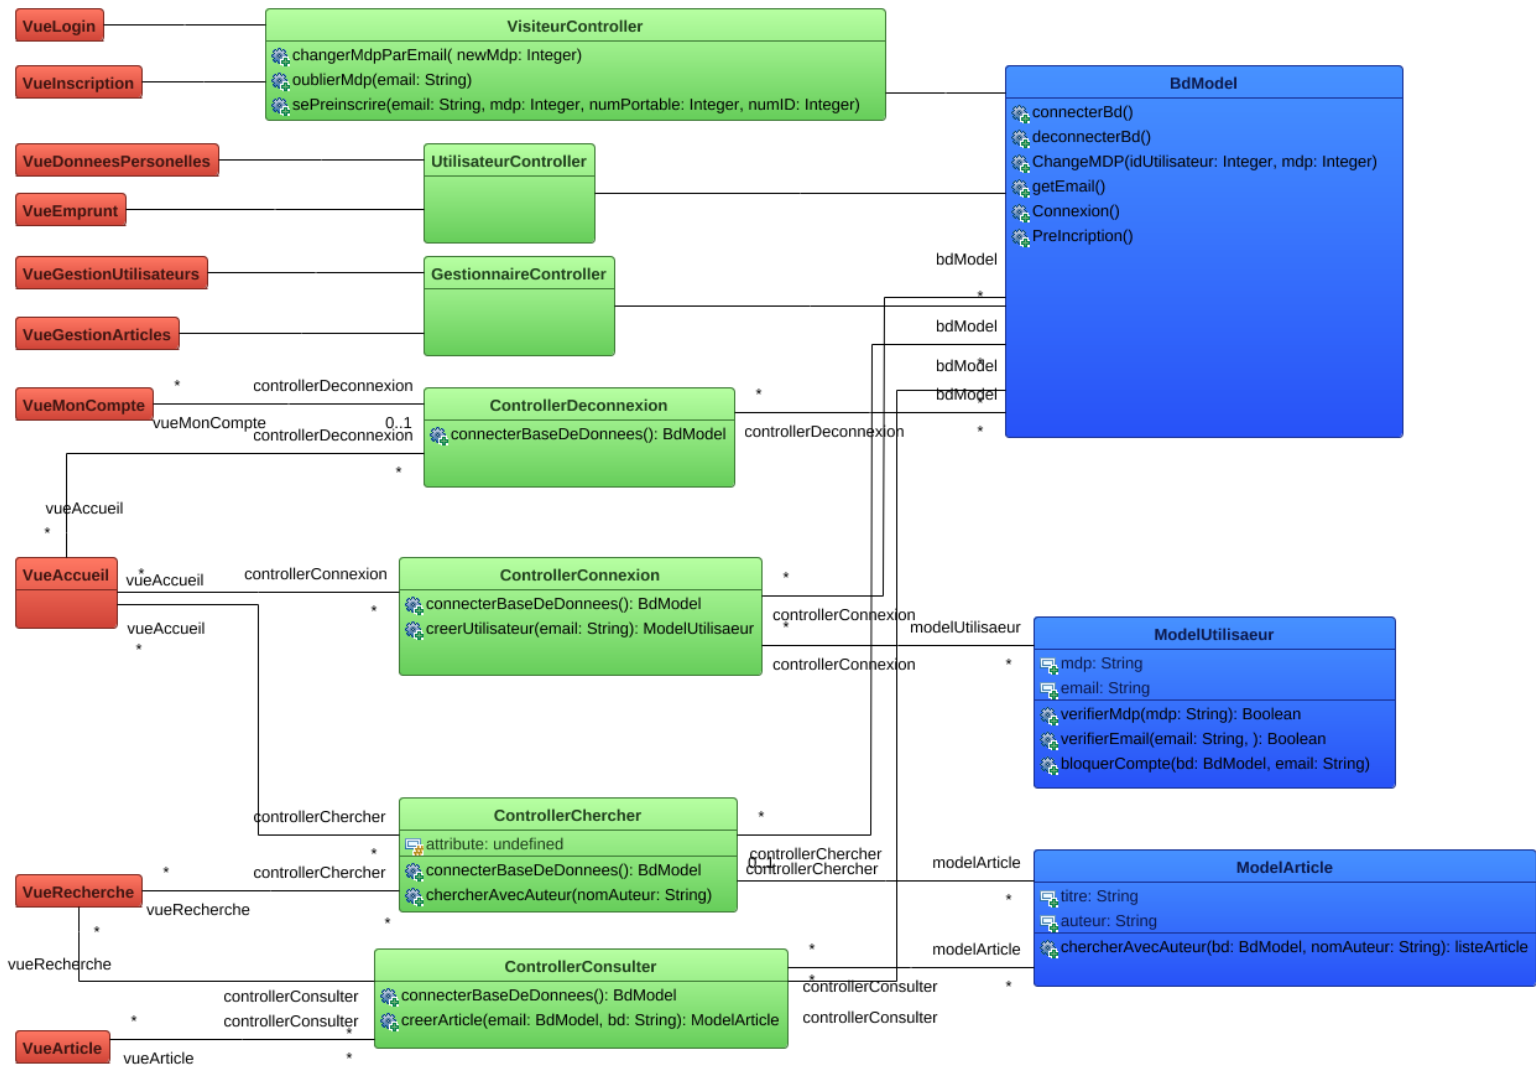 VueLogin
VueInscription
VisiteurController
changerMdpParEmail( newMdp: Integer)
oublierMdp(email: String)
sePreinscrire(email: String, mdp: Integer, numPortable: Integer, numID: Integer)
BdModel
connecterBd()
deconnecterBd()
ChangeMDP(idUtilisateur: Integer, mdp: Integer)
getEmail()
Connexion()
PreIncription()
VueDonneesPersonelles
VueEmprunt
UtilisateurController
VueGestionUtilisateurs
VueGestionArticles
GestionnaireController
bdModel
*
bdModel
*
bdModel
*
bdModel
*
VueMonCompte
*
controllerDeconnexion
vueMonCompte
0..1
controllerDeconnexion
*
ControllerDeconnexion
connecterBaseDeDonnees(): BdModel
*
controllerDeconnexion
vueAccueil
*
VueAccueil
*
vueAccueil
controllerConnexion
*
vueAccueil
*
ControllerConnexion
connecterBaseDeDonnees(): BdModel
creerUtilisateur(email: String): ModelUtilisaeur
*
controllerConnexion
*
controllerConnexion
modelUtilisaeur
*
ModelUtilisaeur
mdp: String
email: String
verifierMdp(mdp: String): Boolean
verifierEmail(email: String, ): Boolean
bloquerCompte(bd: BdModel, email: String)
controllerChercher
*
controllerChercher
*
ControllerChercher
attribute: undefined
connecterBaseDeDonnees(): BdModel
chercherAvecAuteur(nomAuteur: String)
*
controllerChercher
0..1
controllerChercher
modelArticle
*
ModelArticle
titre: String
auteur: String
chercherAvecAuteur(bd: BdModel, nomAuteur: String): listeArticle
VueRecherche
*
vueRecherche
*
vueRecherche
controllerConsulter
*
controllerConsulter
*
ControllerConsulter
connecterBaseDeDonnees(): BdModel
creerArticle(email: BdModel, bd: String): ModelArticle
*
modelArticle
*
controllerConsulter
*
controllerConsulter
VueArticle
*
vueArticle